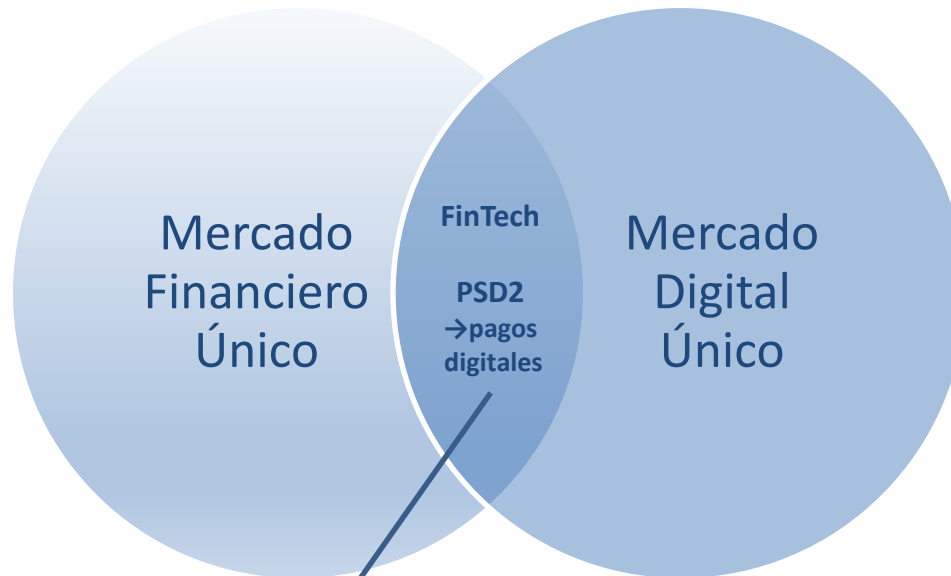 Mercado
Financiero
Único
FinTech
PSD2
→pagos
digitales
Mercado
Digital
Único